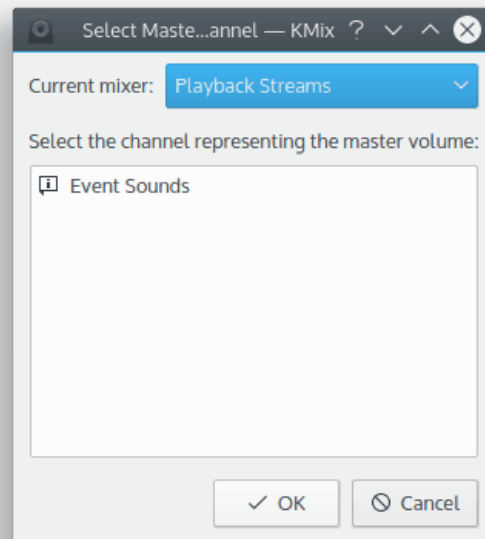 Select Maste...annel — KMix ?
Current mixer: Playback Streams
Select the channel representing the master volume:
Event Sounds
OK Cancel